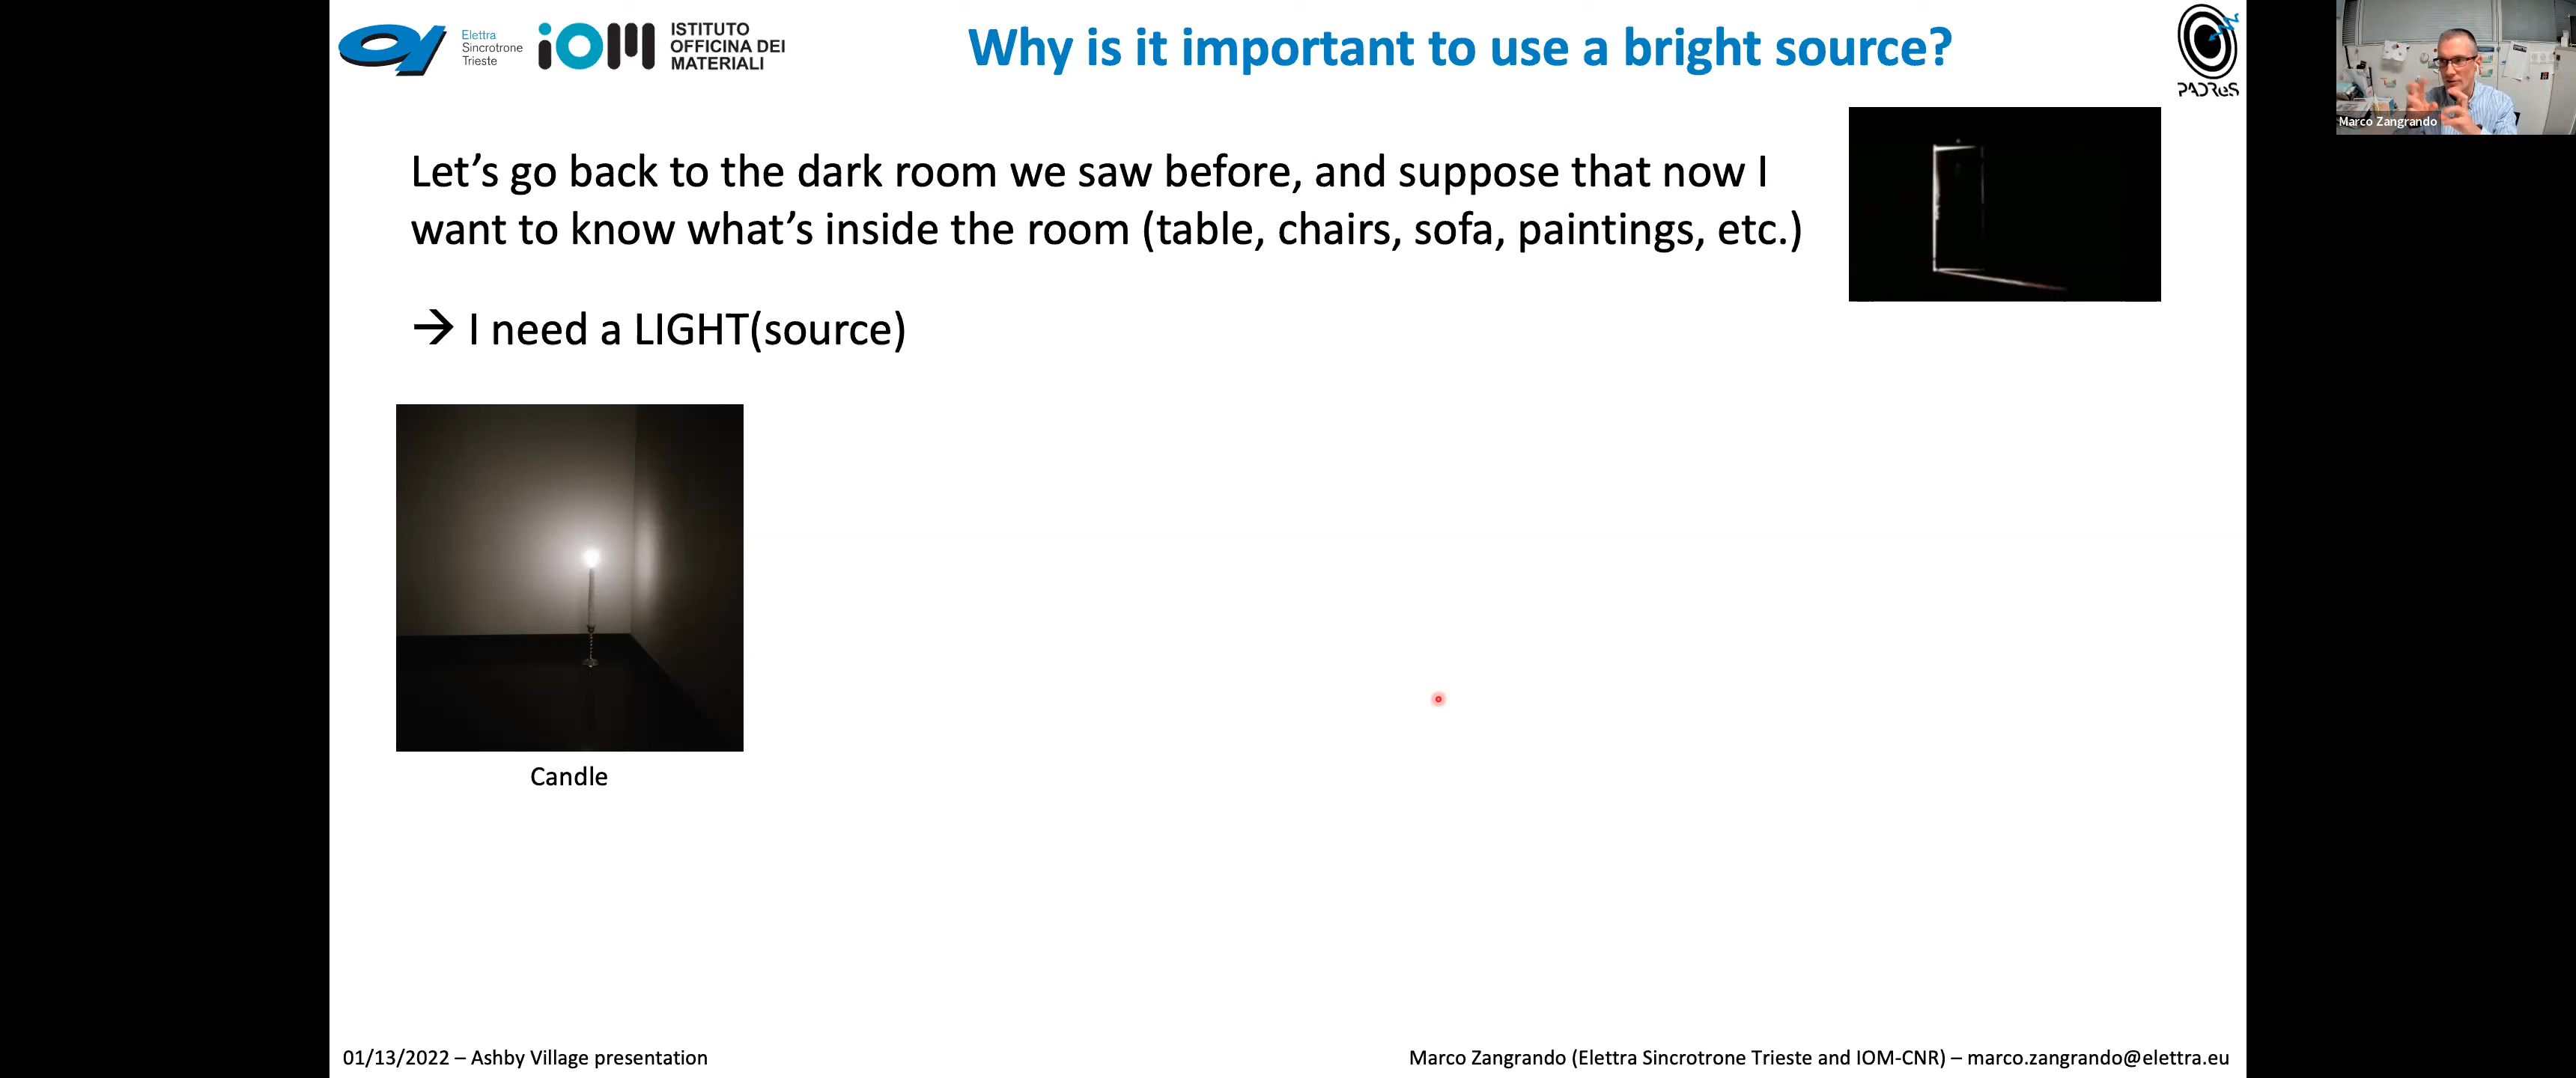 Elettra
Sincrotrone
Trieste
iOM
ISTITUTO
OFFICINA DEI
MATERIALI
Why is it important to use a bright source?
PADReS
Marco Zangrando
Let’s go back to the dark room we saw before, and suppose that now I
want to know what’s inside the room (table, chairs, sofa, paintings, etc.)
→ I need a LIGHT(source)
Candle
01/13/2022 – Ashby Village presentation
Marco Zangrando (Elettra Sincrotrone Trieste and IOM-CNR) – marco.zangrando@elettra.eu